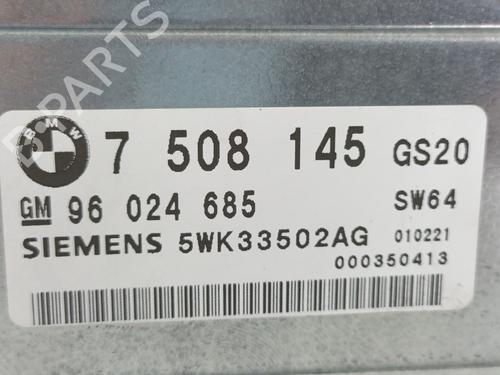 B-PARTS
BMW
7 508 145 GS20
GM 96 024 685 SW64
SIEMENS 5WK33502AG 010221
000350413